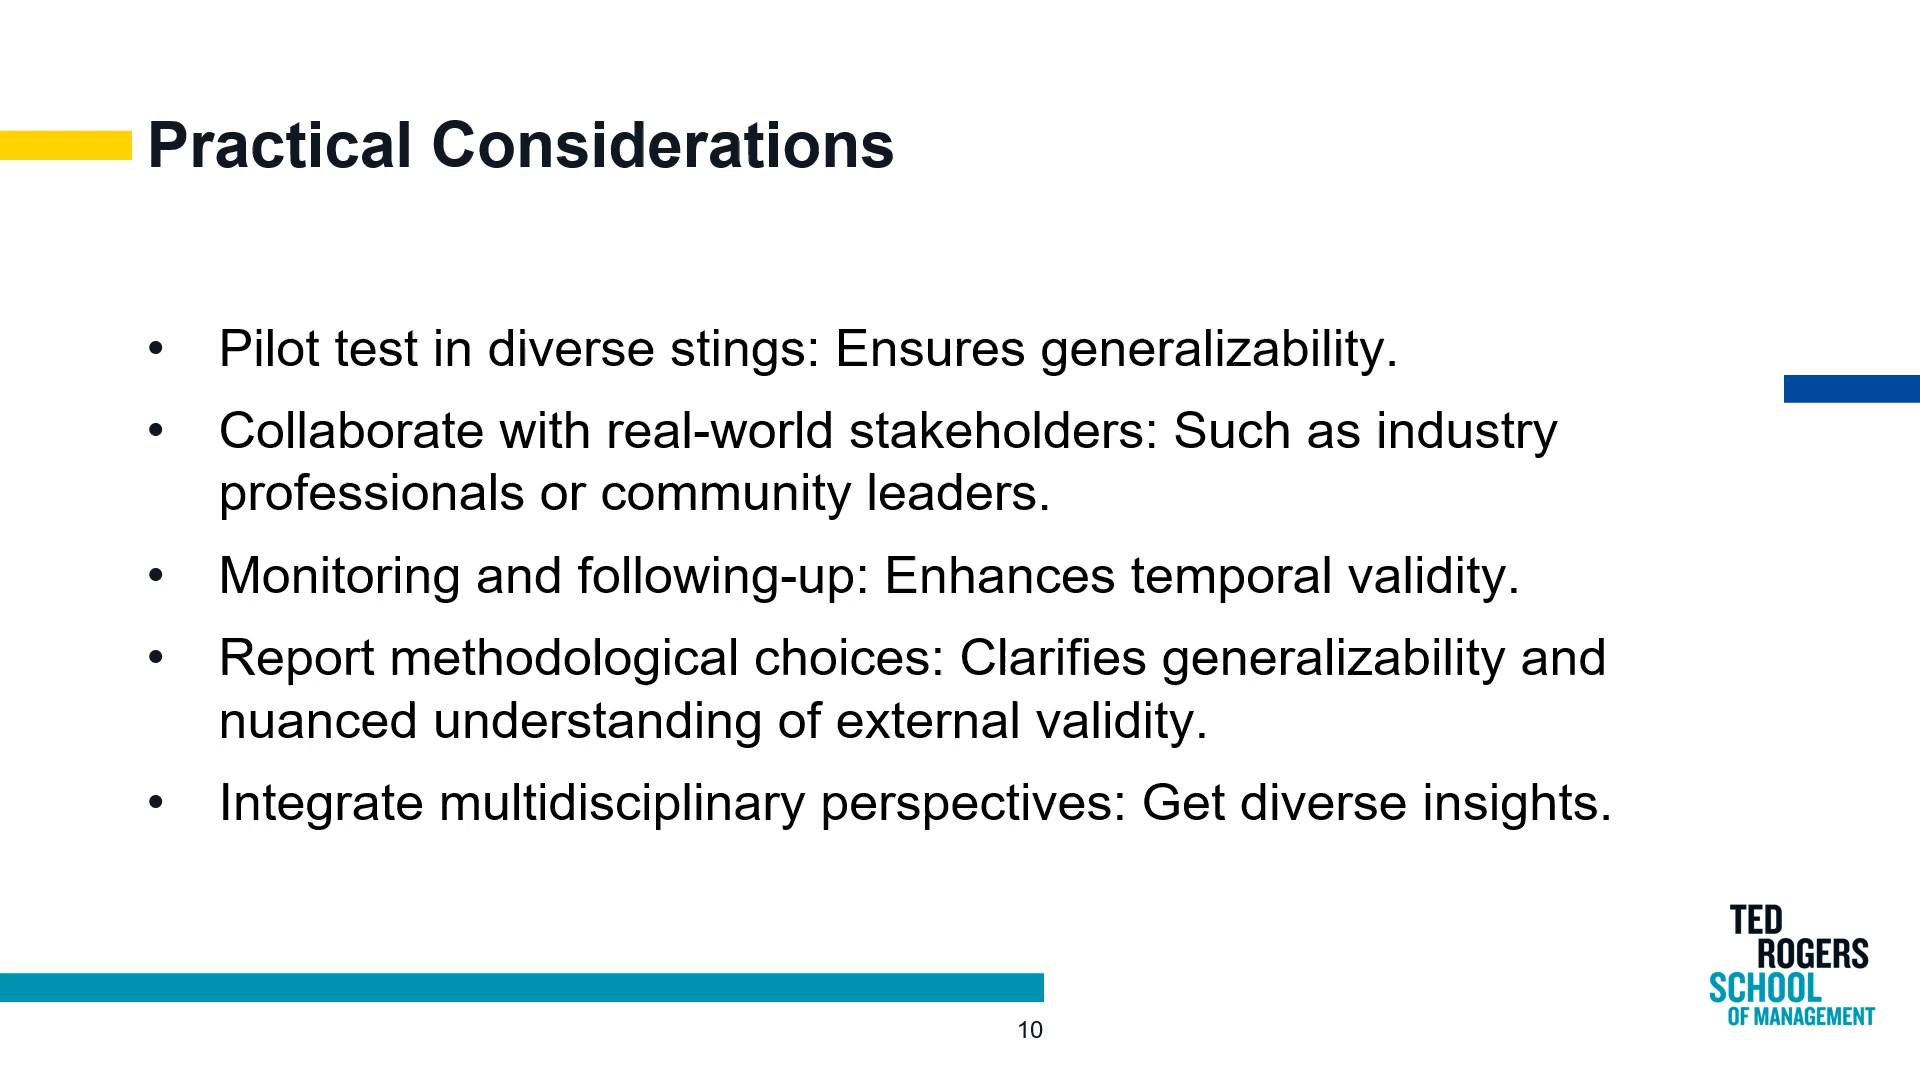 Practical Considerations
• Pilot test in diverse stings: Ensures generalizability.
• Collaborate with real-world stakeholders: Such as industry
professionals or community leaders.
• Monitoring and following-up: Enhances temporal validity.
• Report methodological choices: Clarifies generalizability and
nuanced understanding of external validity.
• Integrate multidisciplinary perspectives: Get diverse insights.
TED
ROGERS
SCHOOL
OF MANAGEMENT
10